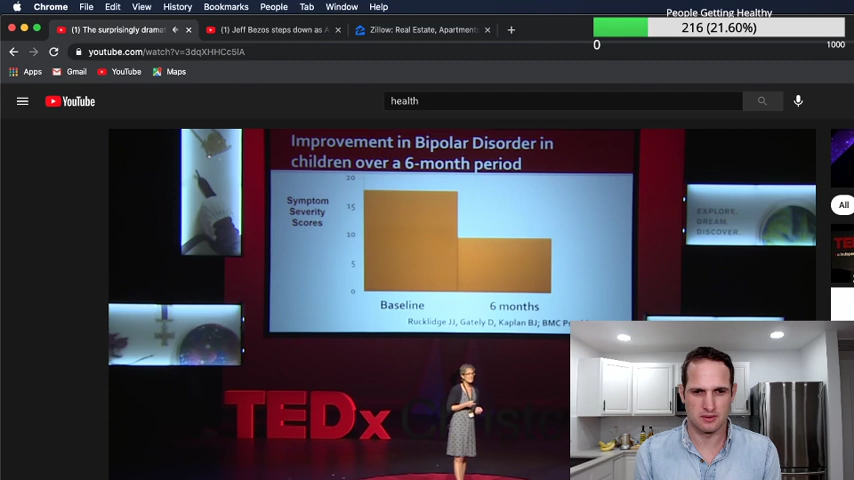 Chrome File Edit View History Bookmarks People Tab Window Help
People Getting Healthy
216 (21.60%)
0 1000
(1) The surprisingly dramat
(1) Jeff Bezos steps down as A
Zillow: Real Estate, Apartments
youtube.com/watch?v=3dqXHHCc5lA
Apps Gmail YouTube Maps
YouTube
health
All
Improvement in Bipolar Disorder in
children over a 6-month period
Symptom
Severity
Scores
20
15
10
5
0
Baseline 6 months
Rucklidge JJ, Gately D, Kaplan BJ; BMC
EXPLORE.
DREAM.
DISCOVER.
TEDx